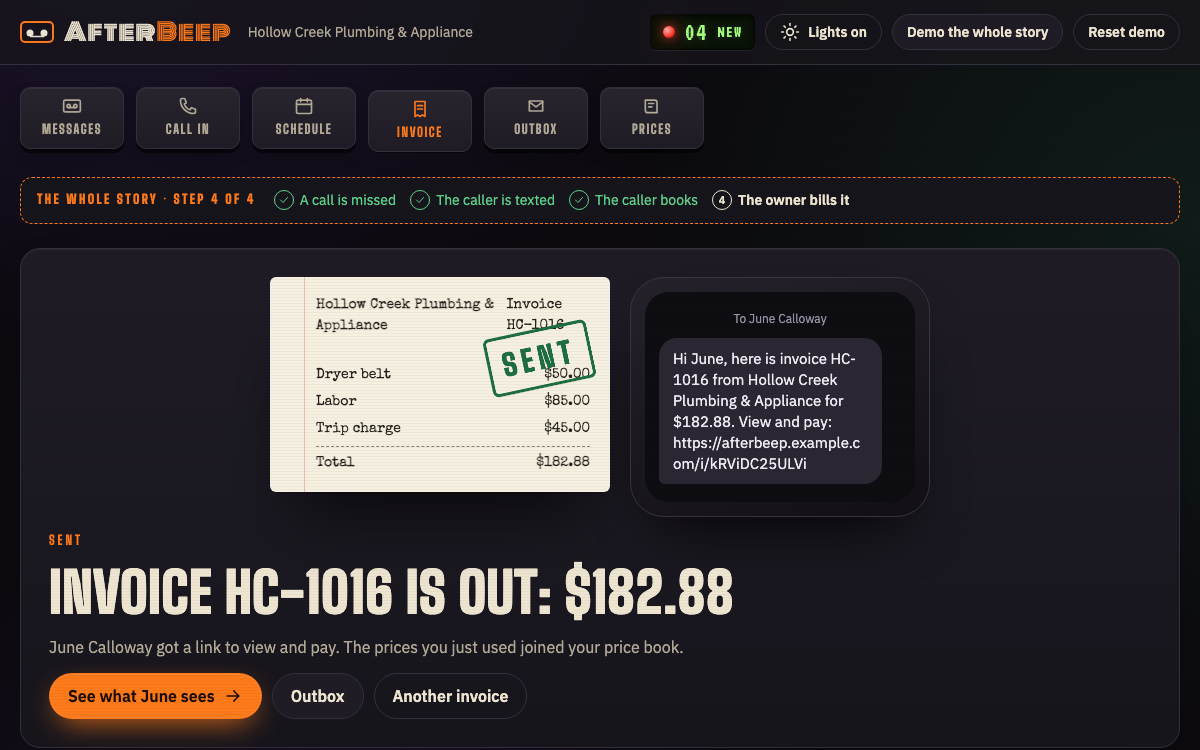 AFTERBEEP
Hollow Creek Plumbing & Appliance
04 NEW
Lights on
Demo the whole story
Reset demo
MESSAGES
CALL IN
SCHEDULE
INVOICE
OUTBOX
PRICES
THE WHOLE STORY · STEP 4 OF 4
A call is missed
The caller is texted
The caller books
4 The owner bills it
Hollow Creek Plumbing &
Appliance
Invoice
HC-1016
SENT
Dryer belt $50.00
Labor $85.00
Trip charge $45.00
Total $182.88
To June Calloway
Hi June, here is invoice HC-
1016 from Hollow Creek
Plumbing & Appliance for
$182.88. View and pay:
https://afterbeep.example.c
om/i/kRViDC25ULVi
SENT
INVOICE HC-1016 IS OUT: $182.88
June Calloway got a link to view and pay. The prices you just used joined your price book.
See what June sees →
Outbox
Another invoice